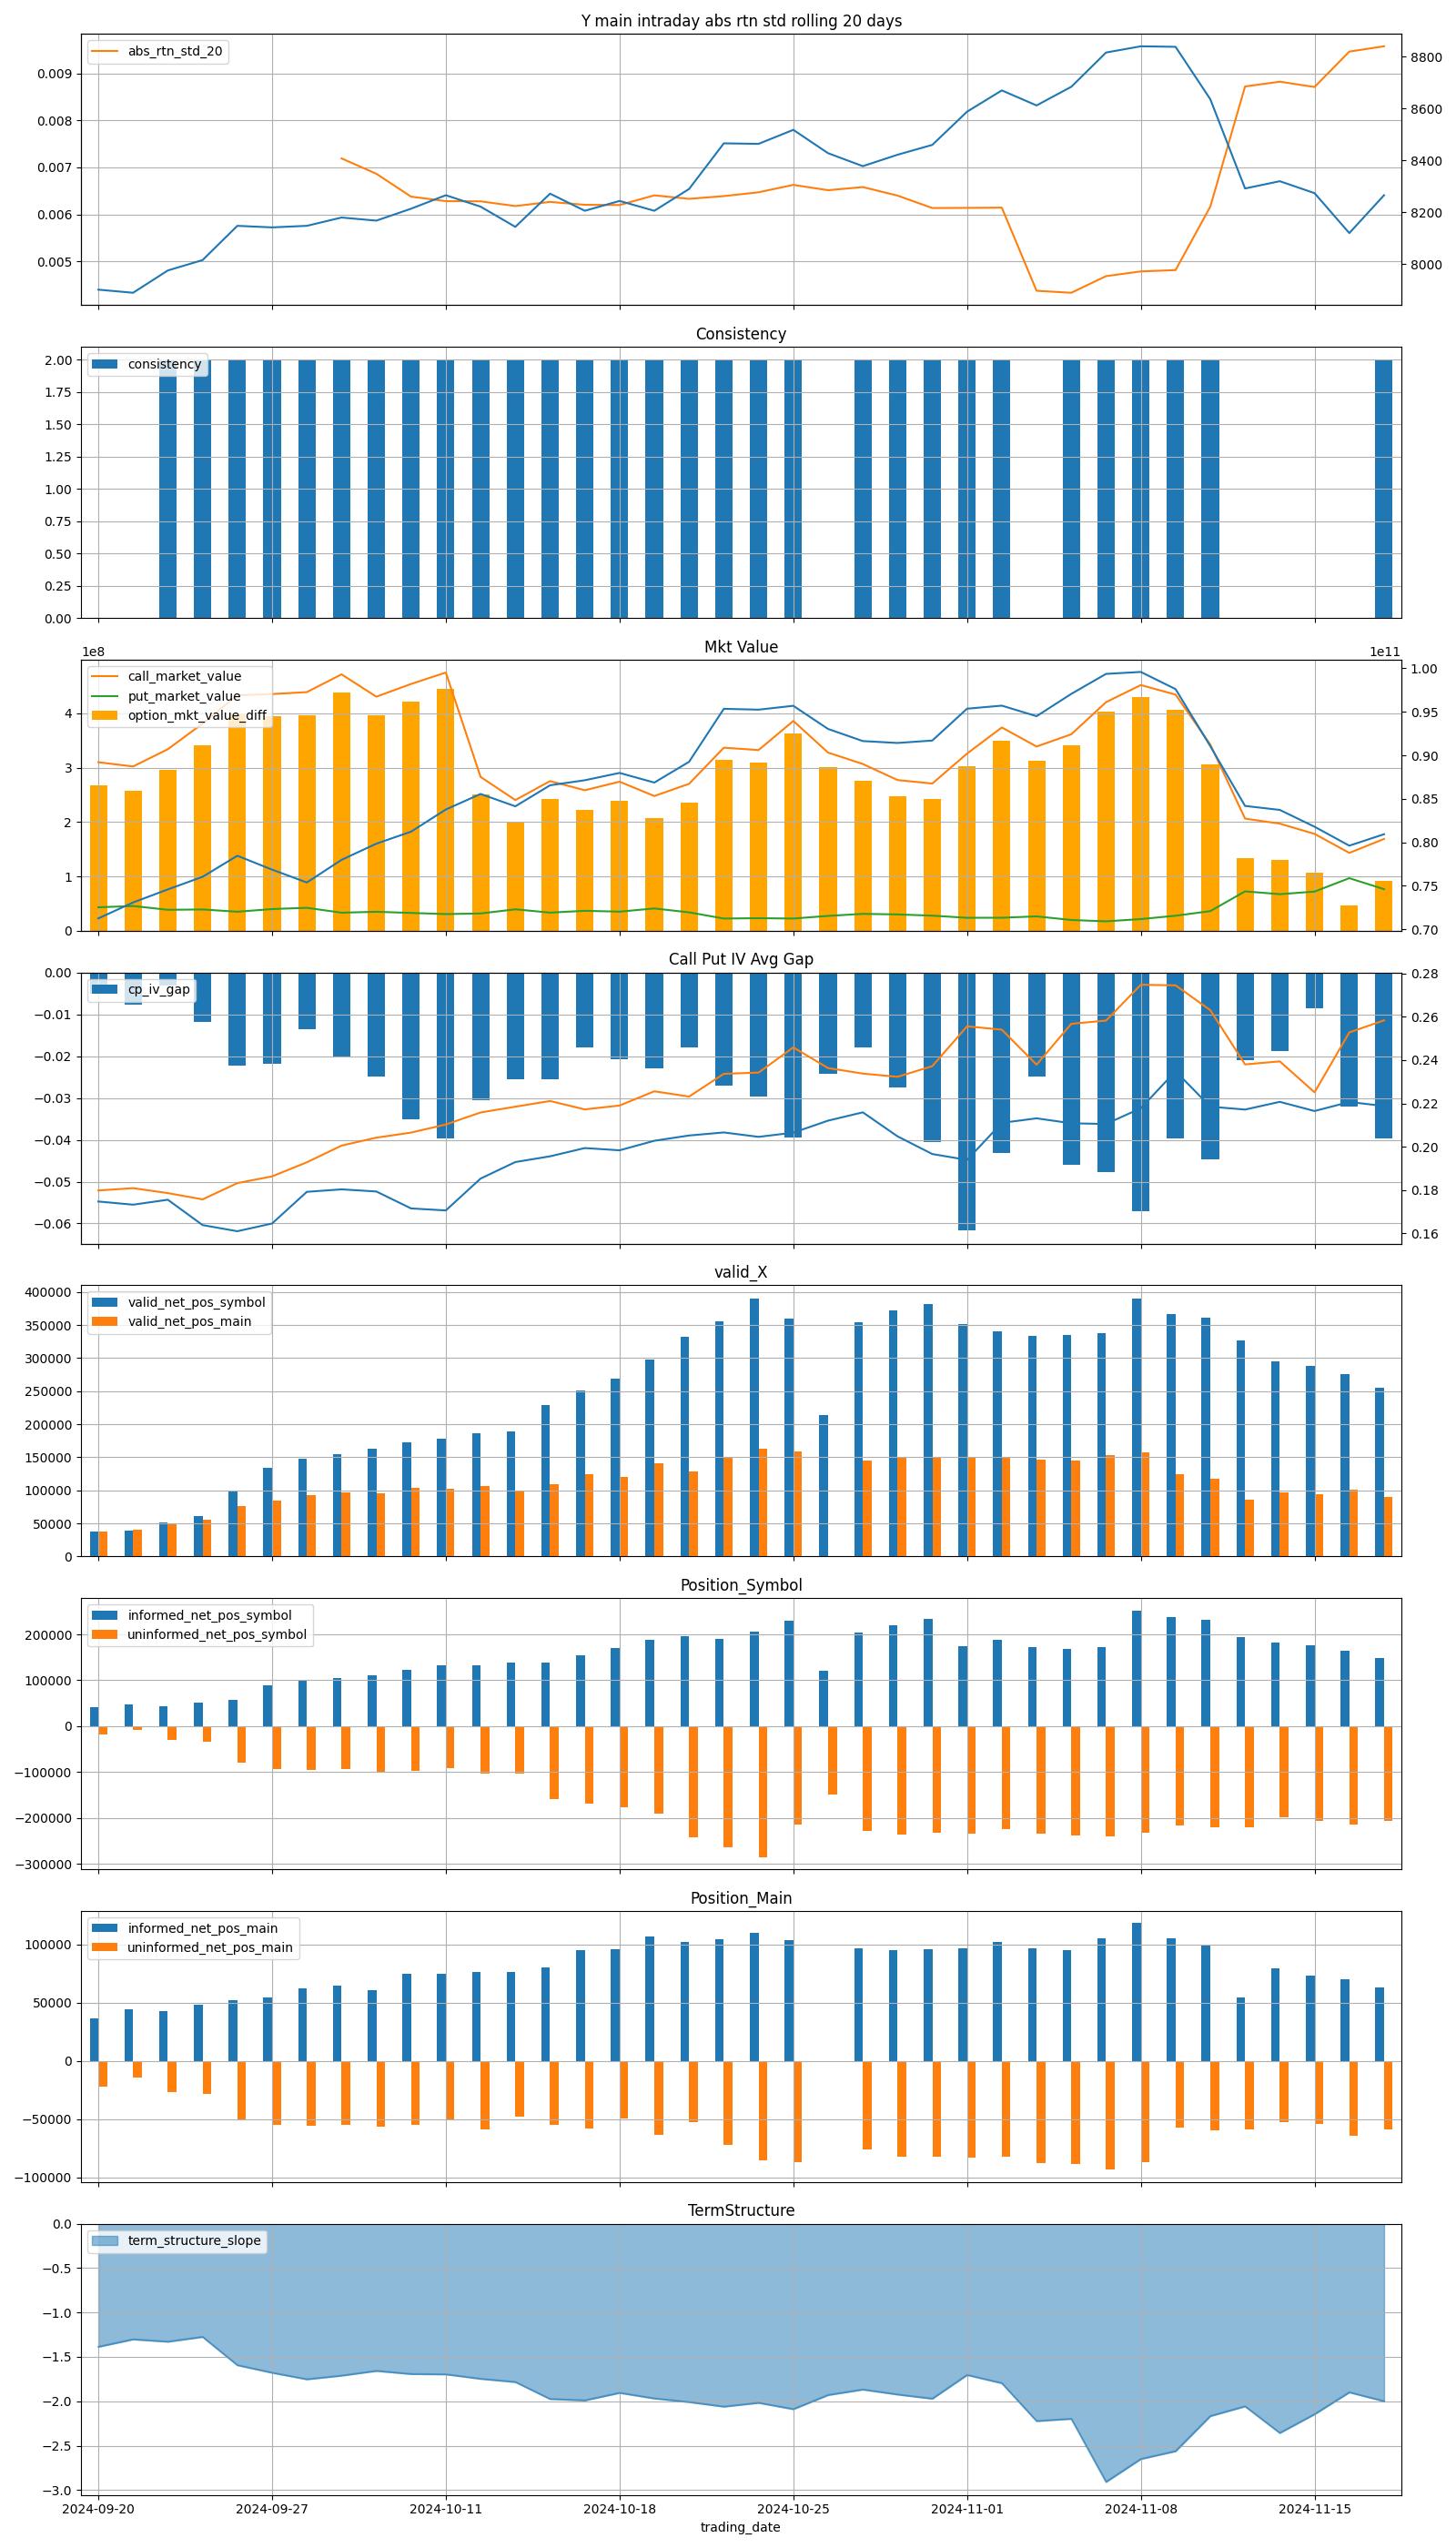 Y main intraday abs rtn std rolling 20 days
abs_rtn_std_20
0.009
0.008
0.007
0.006
0.005
8800
8600
8400
8200
8000
Consistency
consistency
2.00
1.75
1.50
1.25
1.00
0.75
0.50
0.25
0.00
Mkt Value
1e8
1e11
call_market_value
put_market_value
option_mkt_value_diff
4
3
2
1
0
1.00
0.95
0.90
0.85
0.80
0.75
0.70
Call Put IV Avg Gap
cp_iv_gap
0.00
−0.01
−0.02
−0.03
−0.04
−0.05
−0.06
0.28
0.26
0.24
0.22
0.20
0.18
0.16
valid_X
valid_net_pos_symbol
valid_net_pos_main
400000
350000
300000
250000
200000
150000
100000
50000
0
Position_Symbol
informed_net_pos_symbol
uninformed_net_pos_symbol
200000
100000
0
−100000
−200000
−300000
Position_Main
informed_net_pos_main
uninformed_net_pos_main
100000
50000
0
−50000
−100000
TermStructure
term_structure_slope
0.0
−0.5
−1.0
−1.5
−2.0
−2.5
−3.0
2024-09-20 2024-09-27 2024-10-11 2024-10-18 2024-10-25 2024-11-01 2024-11-08 2024-11-15
trading_date